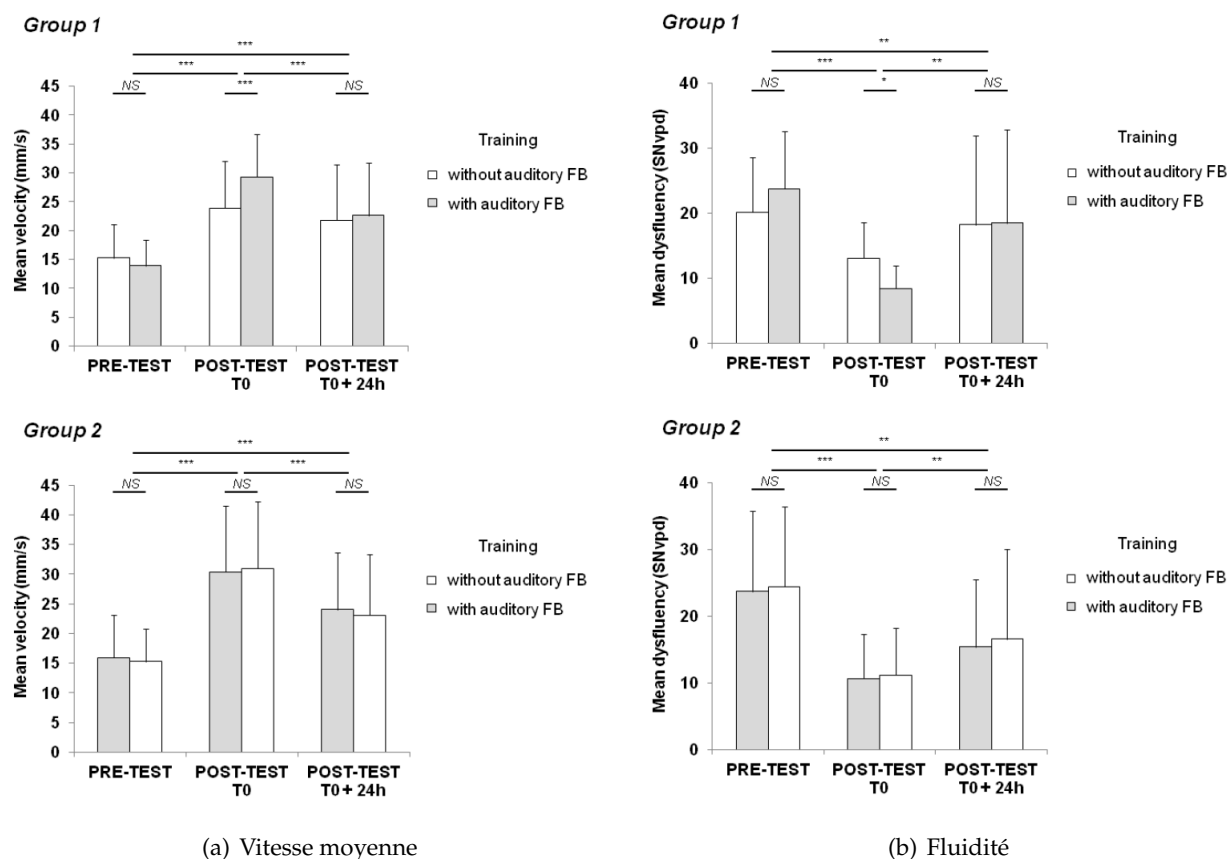 Group 1
***
*** ***
NS *** NS
Mean velocity (mm/s)
45
40
35
30
25
20
15
10
5
0
PRE-TEST POST-TEST POST-TEST
T0 T0 + 24h
Training
without auditory FB
with auditory FB
Group 1
**
*** **
NS * NS
Mean dysfluency (SNvpd)
40
30
20
10
0
PRE-TEST POST-TEST POST-TEST
T0 T0 + 24h
Training
without auditory FB
with auditory FB
Group 2
***
*** ***
NS NS NS
Mean velocity (mm/s)
45
40
35
30
25
20
15
10
5
0
PRE-TEST POST-TEST POST-TEST
T0 T0 + 24h
Training
without auditory FB
with auditory FB
Group 2
**
*** **
NS NS NS
Mean dysfluency (SNvpd)
40
30
20
10
0
PRE-TEST POST-TEST POST-TEST
T0 T0 + 24h
Training
without auditory FB
with auditory FB
(a) Vitesse moyenne
(b) Fluidité